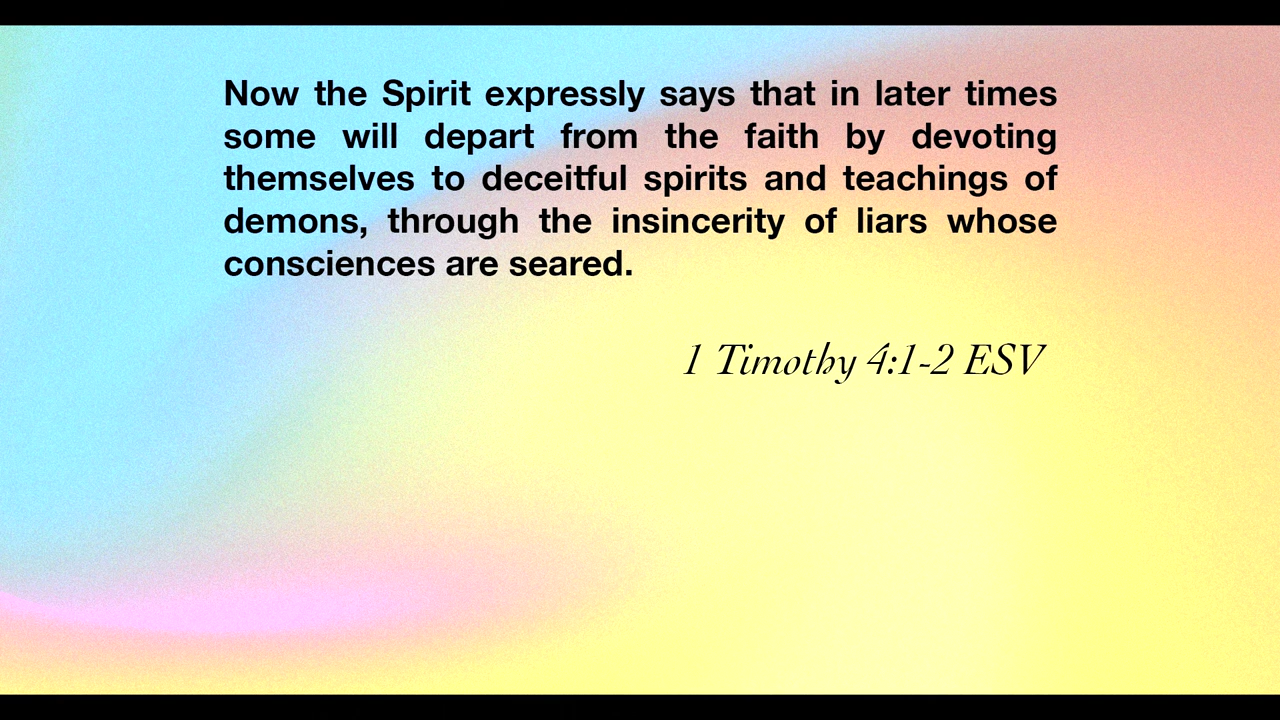 Now the Spirit expressly says that in later times
some will depart from the faith by devoting
themselves to deceitful spirits and teachings of
demons, through the insincerity of liars whose
consciences are seared.
1 Timothy 4:1-2 ESV